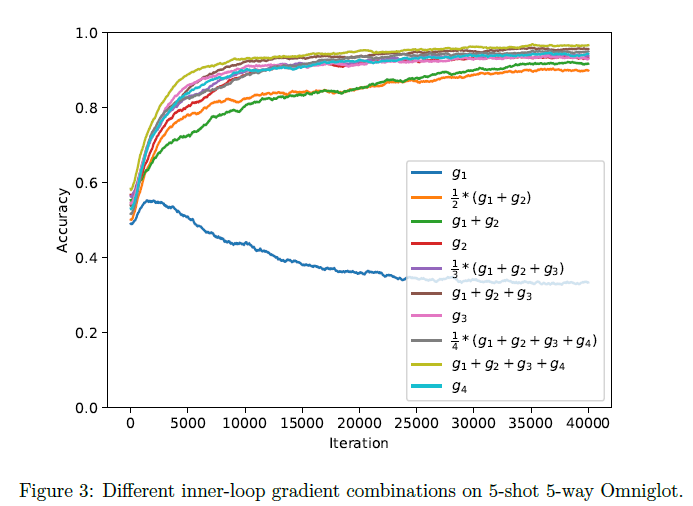 1.0
0.8
0.6
0.4
0.2
0.0
Accuracy
0 5000 10000 15000 20000 25000 30000 35000 40000
Iteration
g₁
½ * (g₁ + g₂)
g₁ + g₂
g₂
⅓ * (g₁ + g₂ + g₃)
g₁ + g₂ + g₃
g₃
¼ * (g₁ + g₂ + g₃ + g₄)
g₁ + g₂ + g₃ + g₄
g₄
Figure 3: Different inner-loop gradient combinations on 5-shot 5-way Omniglot.